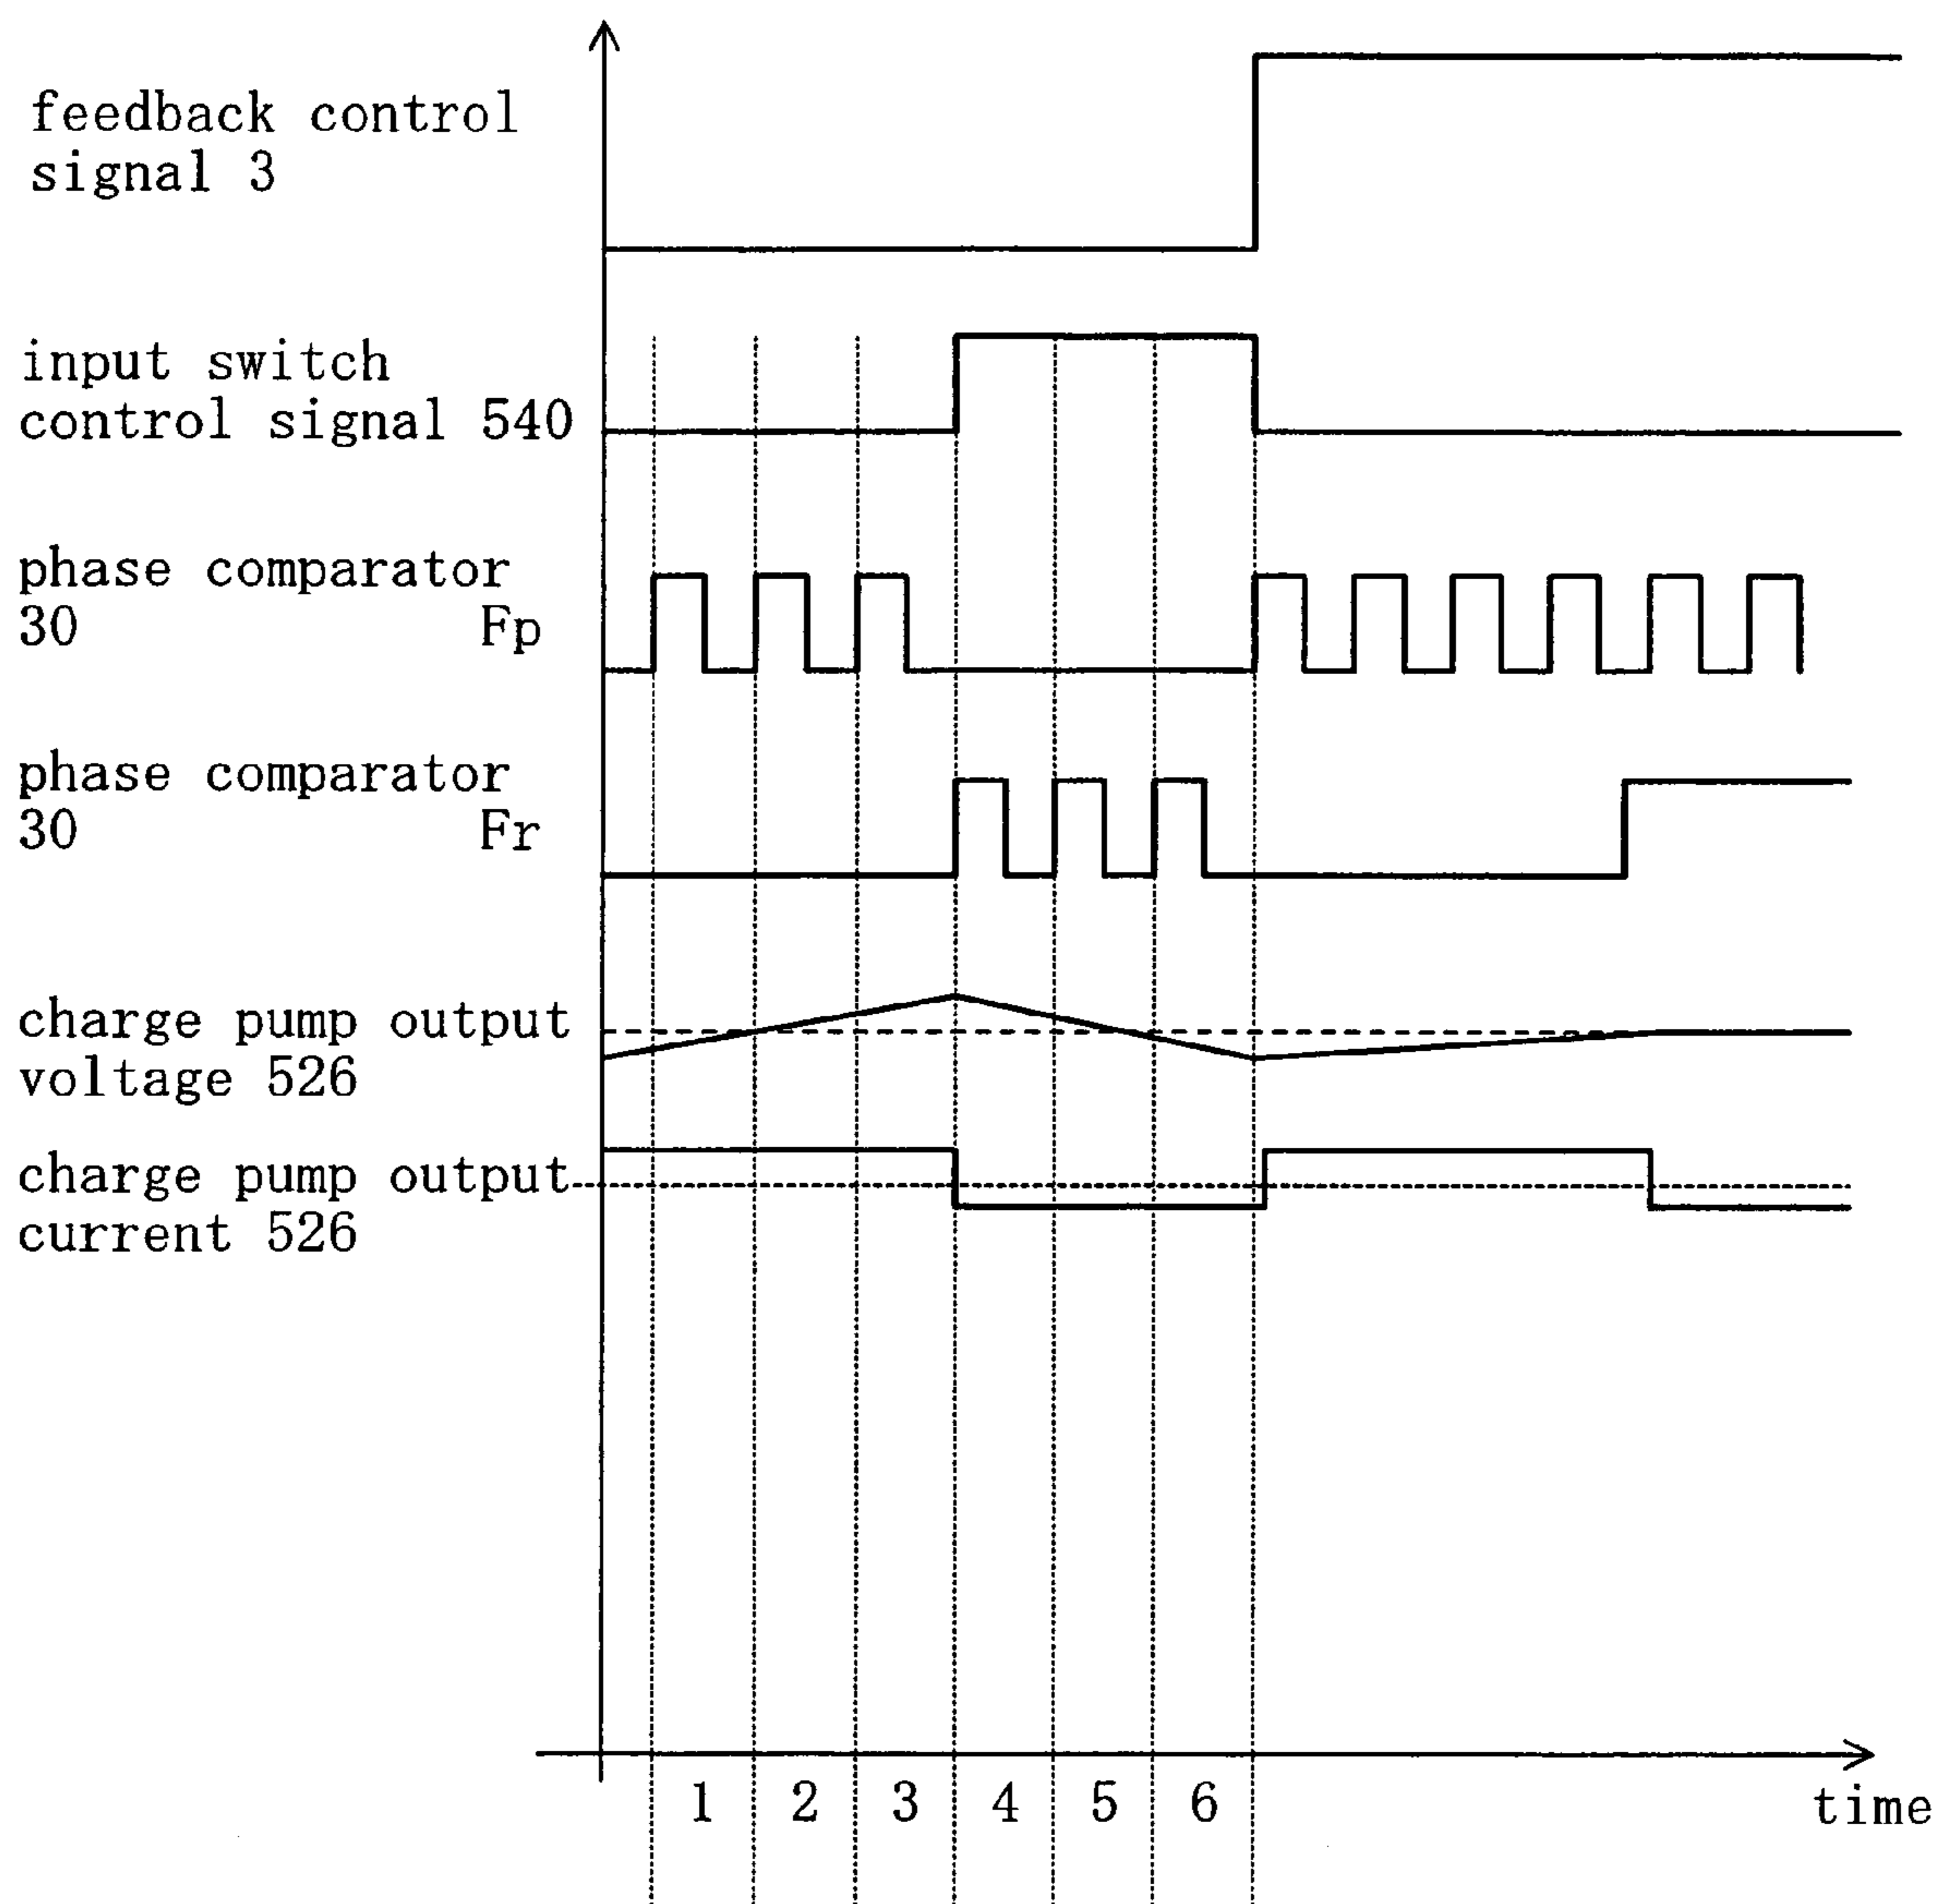 feedback control
signal 3
input switch
control signal 540
phase comparator
30 Fp
phase comparator
30 Fr
charge pump output
voltage 526
charge pump output
current 526
1 2 3 4 5 6
time